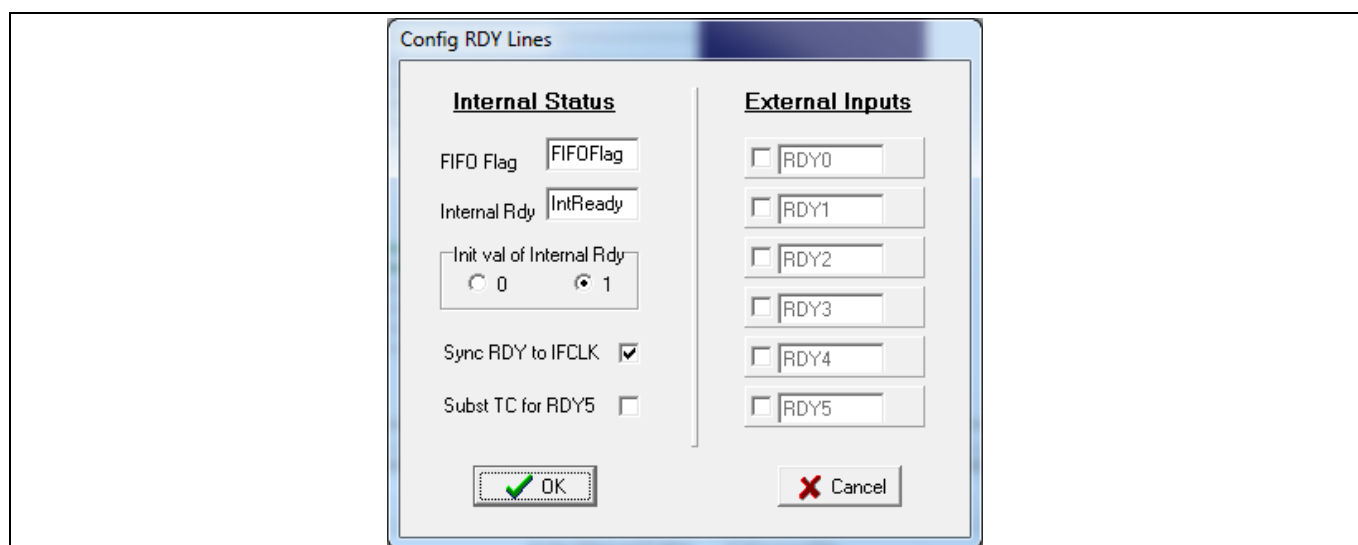 Config RDY Lines
Internal Status
FIFO Flag FIFOFlag
Internal Rdy IntReady
Init val of Internal Rdy
0 1
Sync RDY to IFCLK
Subst TC for RDY5
OK
External Inputs
RDY0
RDY1
RDY2
RDY3
RDY4
RDY5
Cancel